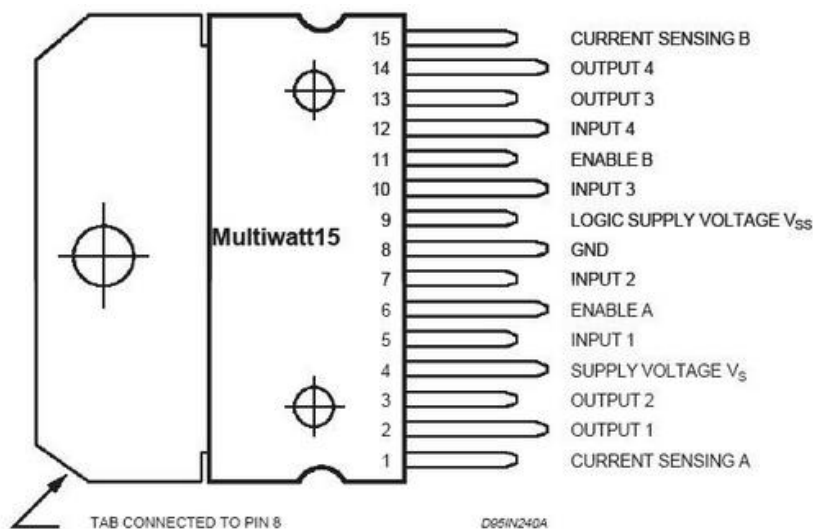 15 CURRENT SENSING B
14 OUTPUT 4
13 OUTPUT 3
12 INPUT 4
11 ENABLE B
10 INPUT 3
9 LOGIC SUPPLY VOLTAGE VSS
Multiwatt15
8 GND
7 INPUT 2
6 ENABLE A
5 INPUT 1
4 SUPPLY VOLTAGE VS
3 OUTPUT 2
2 OUTPUT 1
1 CURRENT SENSING A
TAB CONNECTED TO PIN 8
D95IN240A